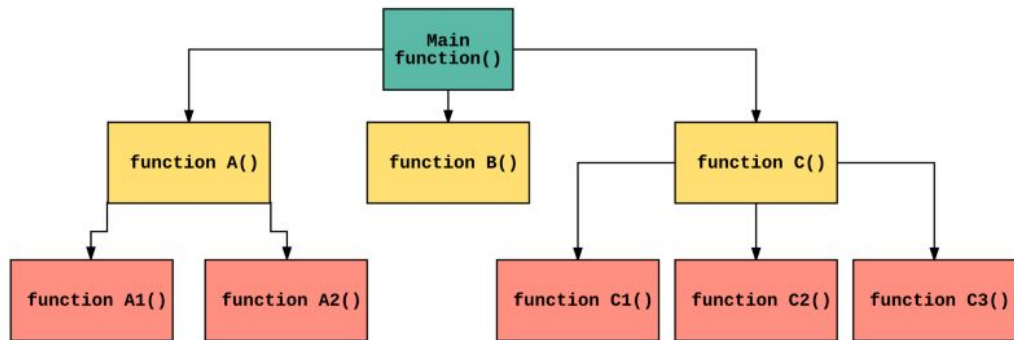 Main
function()
function A()
function B()
function C()
function A1()
function A2()
function C1()
function C2()
function C3()